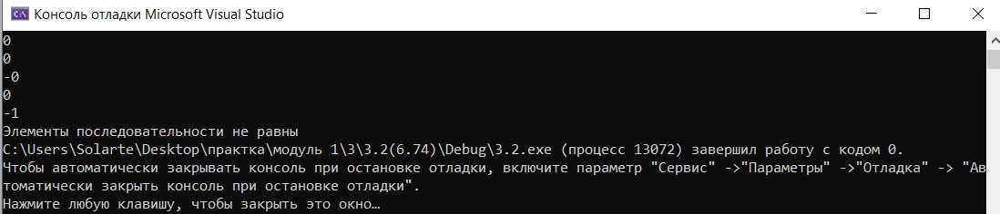 Консоль отладки Microsoft Visual Studio
0
0
-0
0
-1
Элементы последовательности не равны
C:\Users\Solarte\Desktop\практка\модуль 1\3\3.2(6.74)\Debug\3.2.exe (процесс 13072) завершил работу с кодом 0.
Чтобы автоматически закрывать консоль при остановке отладки, включите параметр "Сервис" ->"Параметры" ->"Отладка" -> "Ав
томатически закрыть консоль при остановке отладки".
Нажмите любую клавишу, чтобы закрыть это окно…